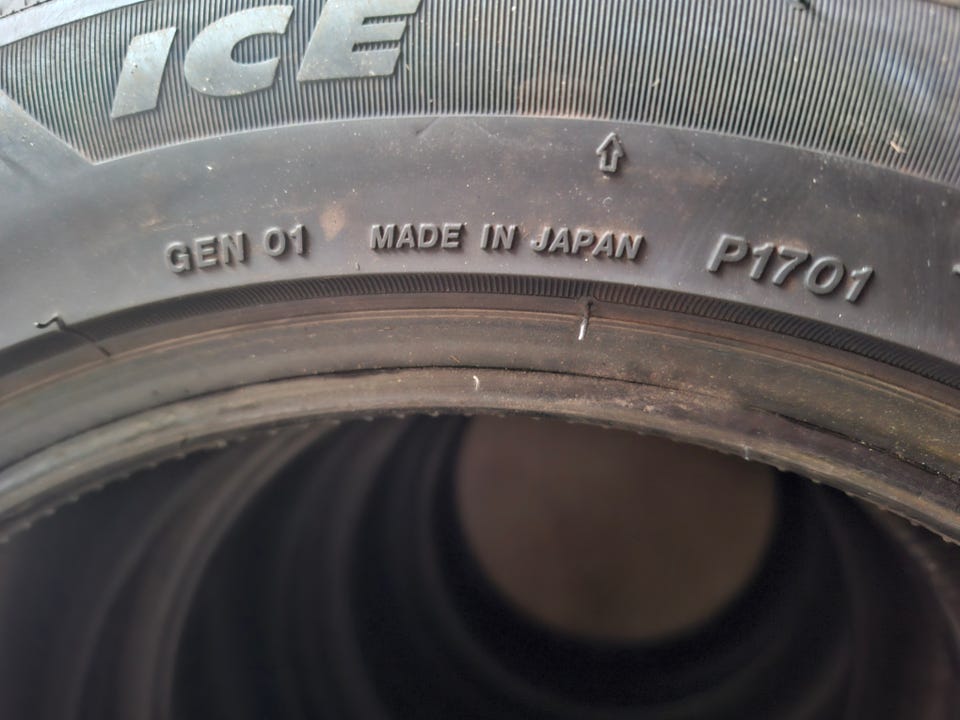 ICE
GEN 01 MADE IN JAPAN P1701